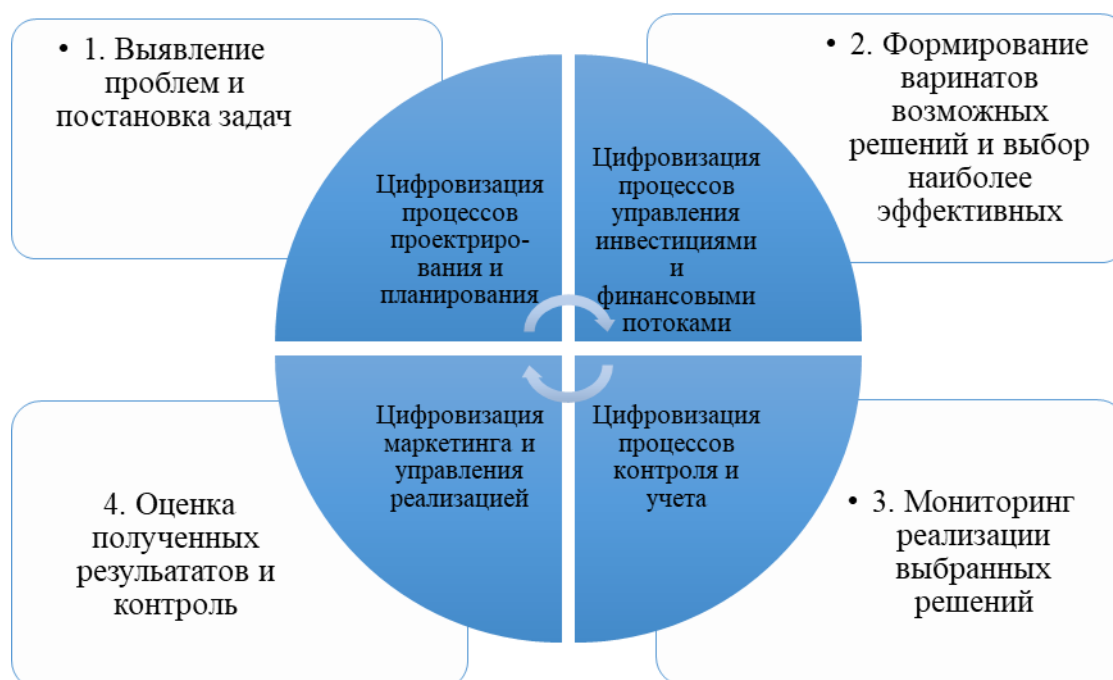 • 1. Выявление
проблем и
постановка задач
• 2. Формирование
варинатов
возможных
решений и выбор
наиболее
эффективных
Цифровизация
процессов
проектриро-
вания и
планирования
Цифровизация
процессов
управления
инвестициями
и
финансовыми
потоками
Цифровизация
маркетинга и
управления
реализацией
Цифровизация
процессов
контроля и
учета
4. Оценка
полученных
резульататов и
контроль
• 3. Мониторинг
реализации
выбранных
решений